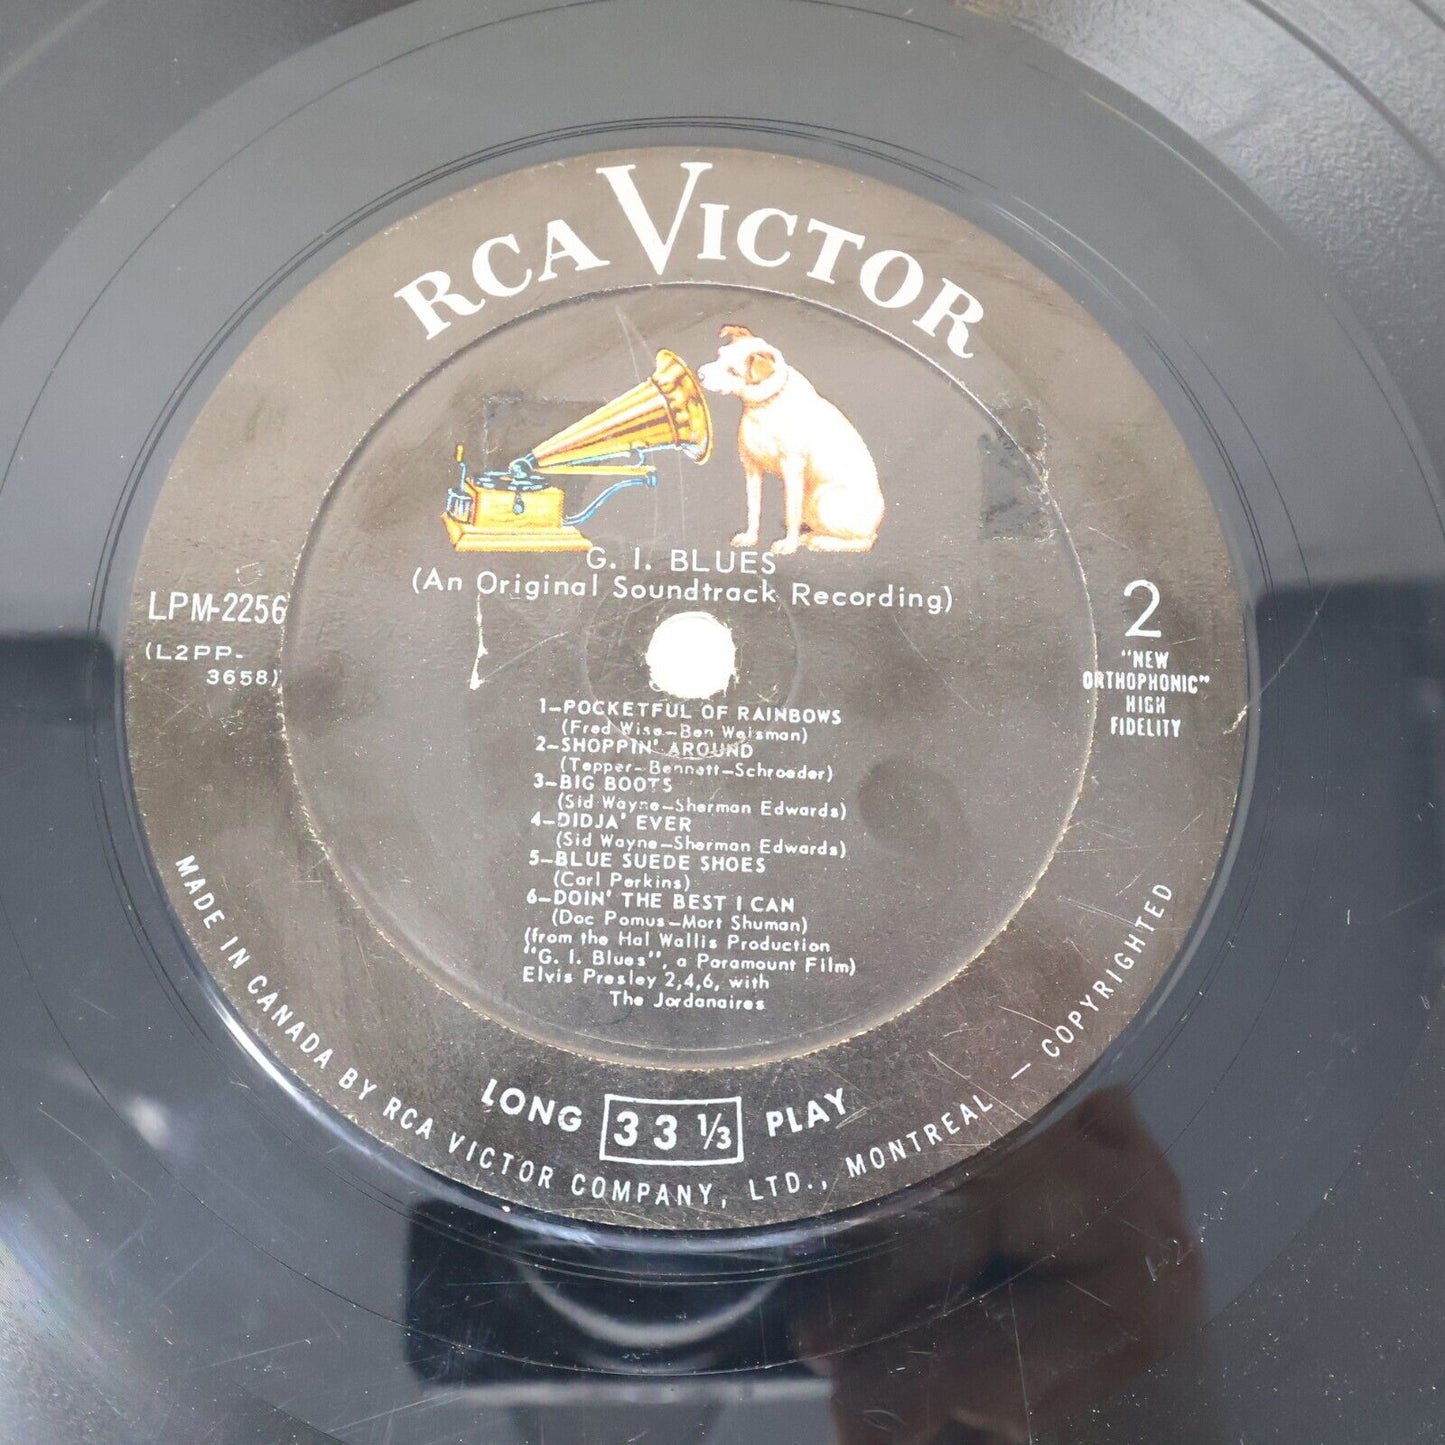 RCA VICTOR
G. I. BLUES
(An Original Soundtrack Recording)
LPM-2256
(L2PP-
3658)
2
"NEW
ORTHOPHONIC"
HIGH
FIDELITY
1-POCKETFUL OF RAINBOWS
(Fred Wise-Ben Weisman)
2-SHOPPIN' AROUND
(Tepper-Bennett-Schroeder)
3-BIG BOOTS
(Sid Wayne-Sherman Edwards)
4-DIDJA' EVER
(Sid Wayne-Sherman Edwards)
5-BLUE SUEDE SHOES
(Carl Perkins)
6-DOIN' THE BEST I CAN
(Doc Pomus-Mort Shuman)
(from the Hal Wallis Production
"G. I. Blues", a Paramount Film)
Elvis Presley 2,4,6, with
The Jordanaires
LONG 33 1/3 PLAY
MADE IN CANADA BY RCA VICTOR COMPANY, LTD., MONTREAL — COPYRIGHTED